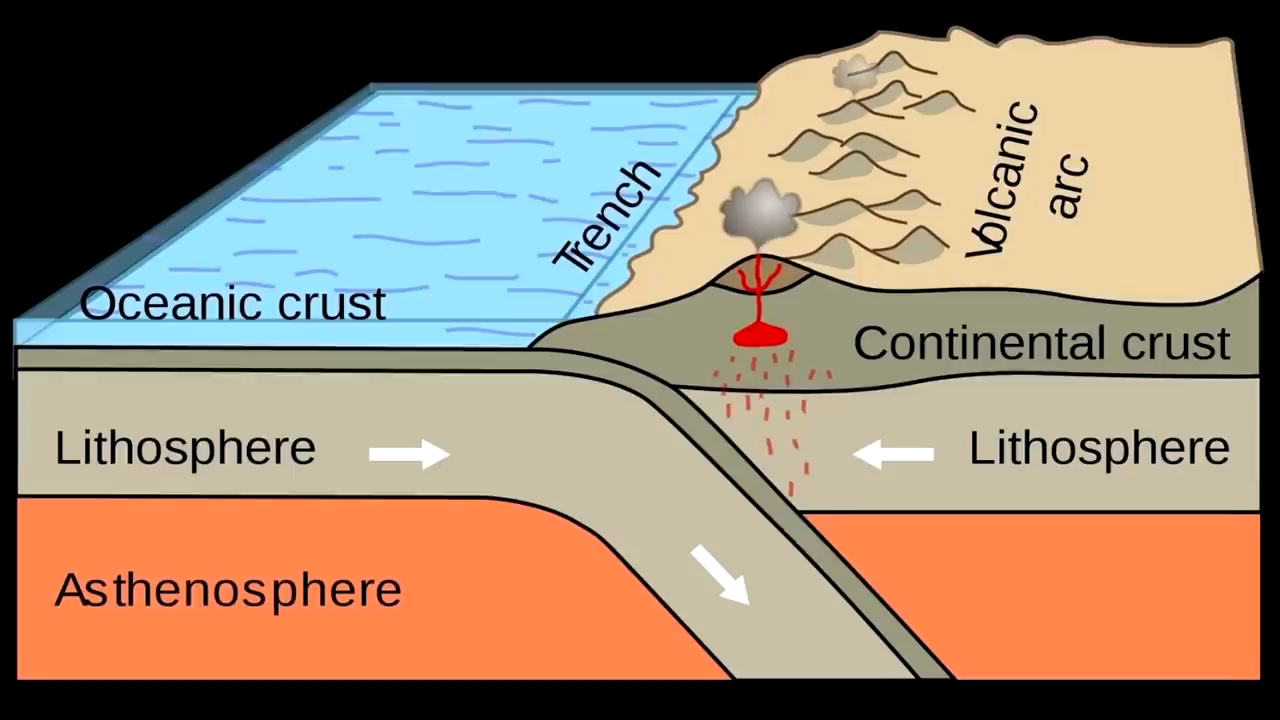 Volcanic
arc
Trench
Oceanic crust
Continental crust
Lithosphere
Lithosphere
Asthenosphere